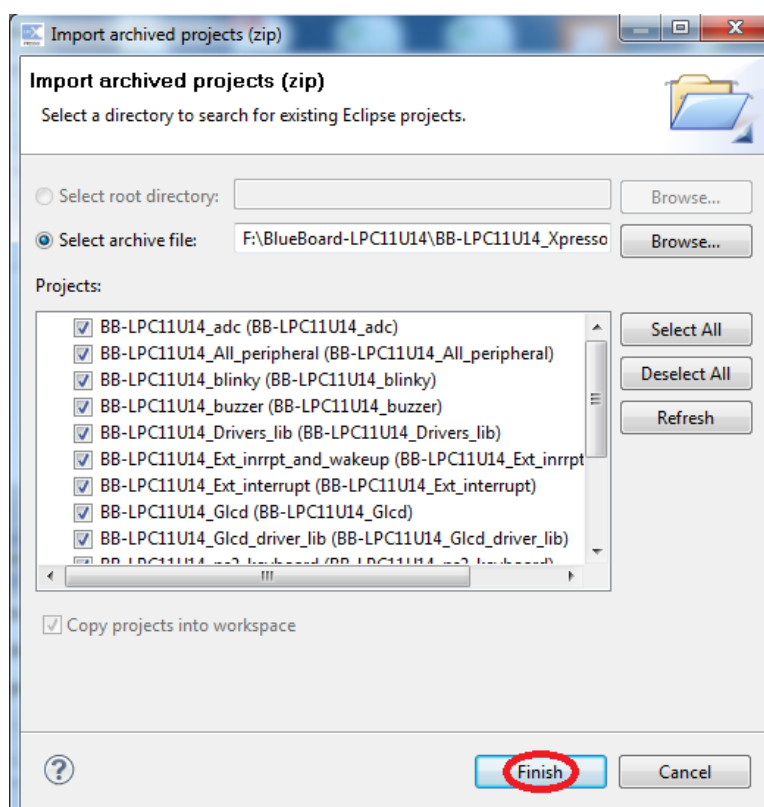 Import archived projects (zip)
Import archived projects (zip)
Select a directory to search for existing Eclipse projects.
Select root directory:
Browse...
Select archive file:
F:\BlueBoard-LPC11U14\BB-LPC11U14_Xpresso
Browse...
Projects:
BB-LPC11U14_adc (BB-LPC11U14_adc)
BB-LPC11U14_All_peripheral (BB-LPC11U14_All_peripheral)
BB-LPC11U14_blinky (BB-LPC11U14_blinky)
BB-LPC11U14_buzzer (BB-LPC11U14_buzzer)
BB-LPC11U14_Drivers_lib (BB-LPC11U14_Drivers_lib)
BB-LPC11U14_Ext_inrrpt_and_wakeup (BB-LPC11U14_Ext_inrrpt
BB-LPC11U14_Ext_interrupt (BB-LPC11U14_Ext_interrupt)
BB-LPC11U14_Glcd (BB-LPC11U14_Glcd)
BB-LPC11U14_Glcd_driver_lib (BB-LPC11U14_Glcd_driver_lib)
BB-LPC11U14_ps2_keyboard (BB-LPC11U14_ps2_keyboard)
Select All
Deselect All
Refresh
Copy projects into workspace
Finish
Cancel